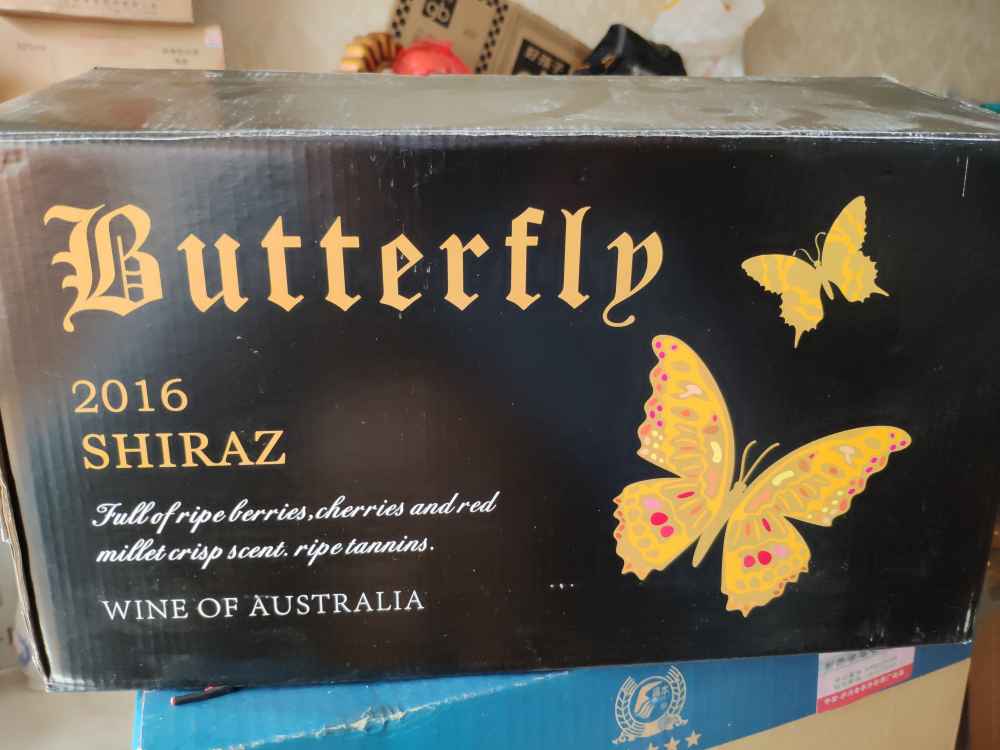 Butterfly
2016
SHIRAZ
Full of ripe berries, cherries and red
millet crisp scent. ripe tannins.
WINE OF AUSTRALIA